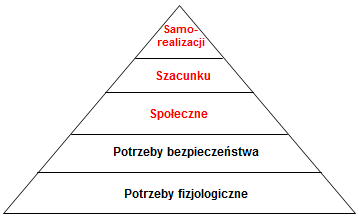 Samo-
realizacji
Szacunku
Społeczne
Potrzeby bezpieczeństwa
Potrzeby fizjologiczne